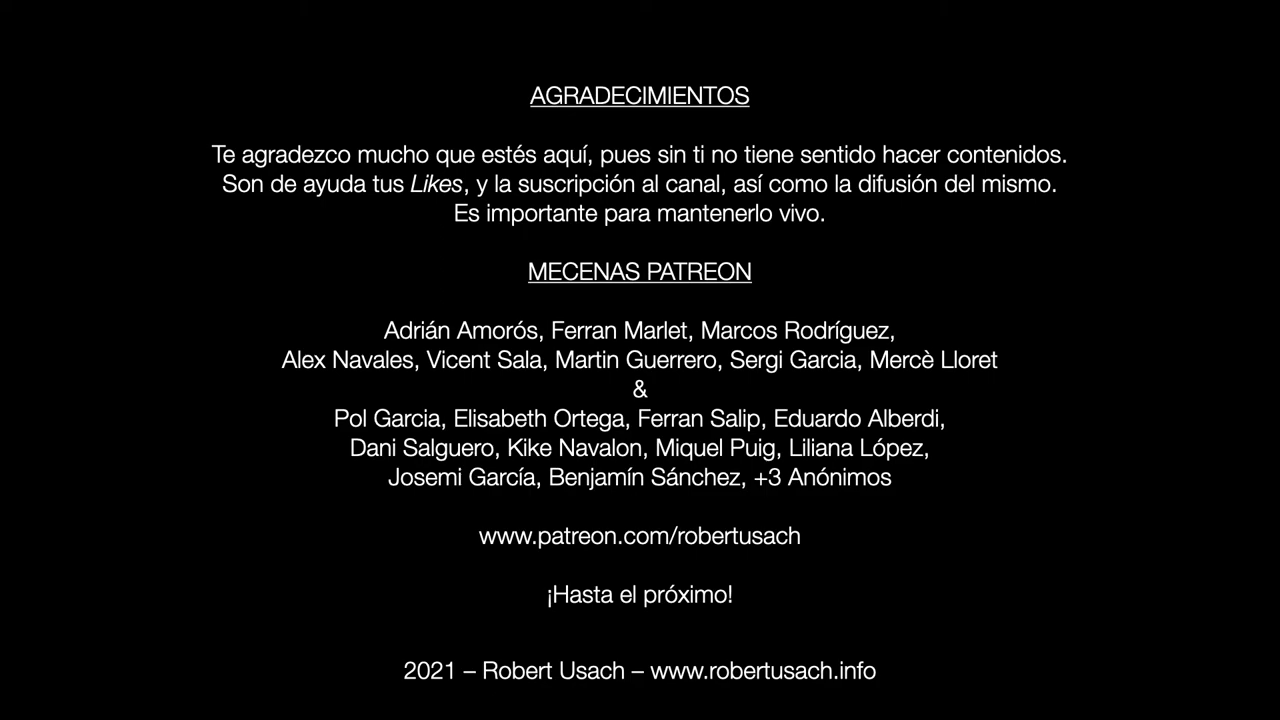 AGRADECIMIENTOS
Te agradezco mucho que estés aquí, pues sin ti no tiene sentido hacer contenidos.
Son de ayuda tus Likes, y la suscripción al canal, así como la difusión del mismo.
Es importante para mantenerlo vivo.
MECENAS PATREON
Adrián Amorós, Ferran Marlet, Marcos Rodríguez,
Alex Navales, Vicent Sala, Martin Guerrero, Sergi Garcia, Mercè Lloret
&
Pol Garcia, Elisabeth Ortega, Ferran Salip, Eduardo Alberdi,
Dani Salguero, Kike Navalon, Miquel Puig, Liliana López,
Josemi García, Benjamín Sánchez, +3 Anónimos
www.patreon.com/robertusach
¡Hasta el próximo!
2021 – Robert Usach – www.robertusach.info